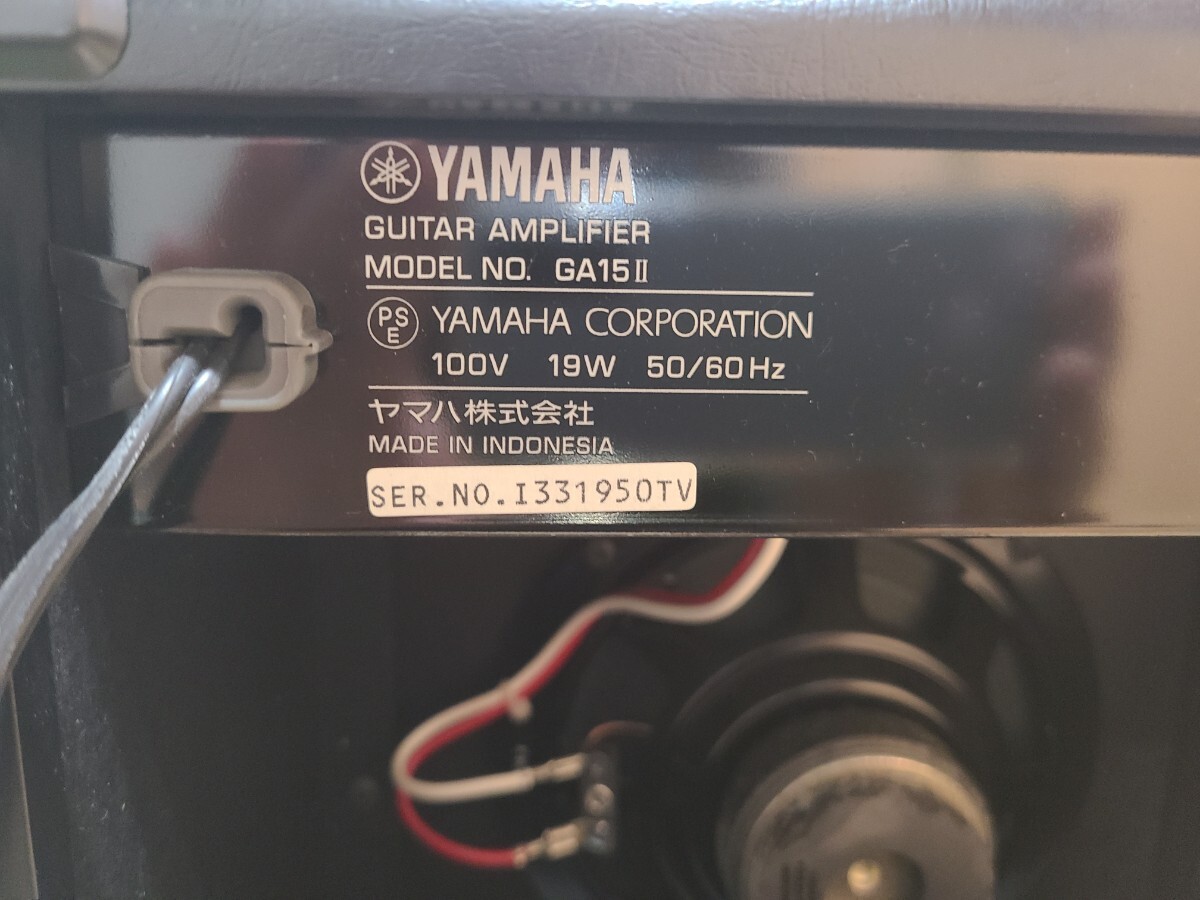 YAMAHA
GUITAR AMPLIFIER
MODEL NO. GA15II
PSE YAMAHA CORPORATION
100V 19W 50/60Hz
ヤマハ株式会社
MADE IN INDONESIA
SER.NO.I331950TV